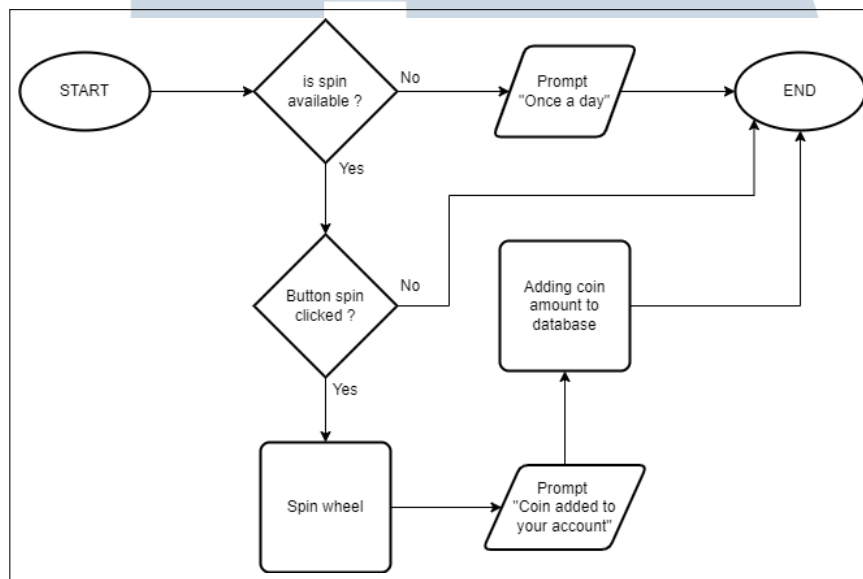 START
is spin
available ?
No
Prompt
"Once a day"
END
Yes
Button spin
clicked ?
No
Adding coin
amount to
database
Yes
Spin wheel
Prompt
"Coin added to
your account"